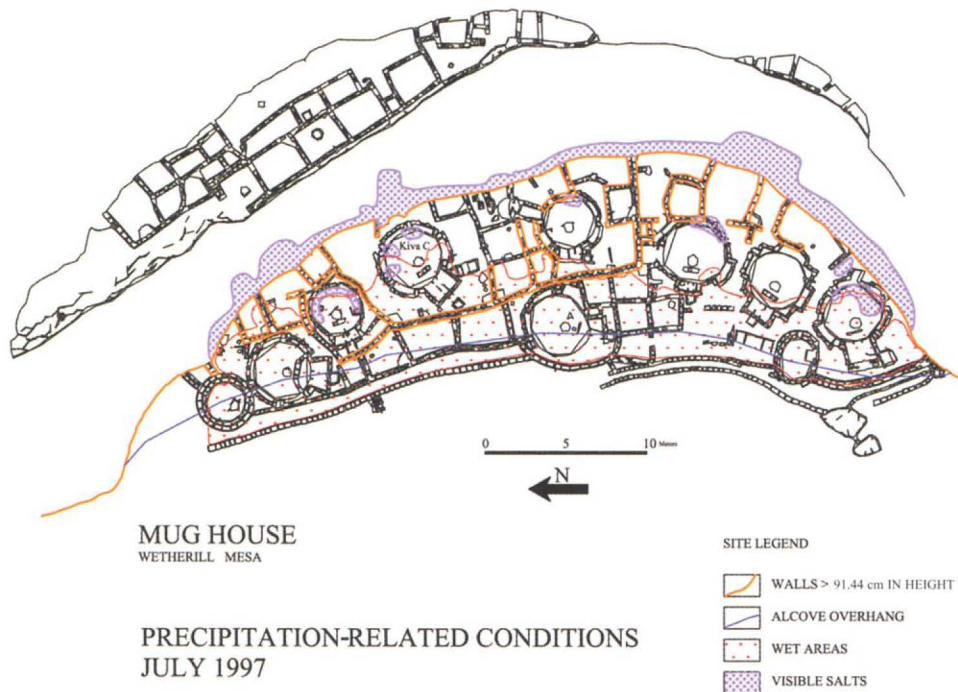 Kiva C
A
0 5 10 Meters
N
MUG HOUSE
WETHERILL MESA
PRECIPITATION-RELATED CONDITIONS
JULY 1997
SITE LEGEND
WALLS > 91.44 cm IN HEIGHT
ALCOVE OVERHANG
WET AREAS
VISIBLE SALTS